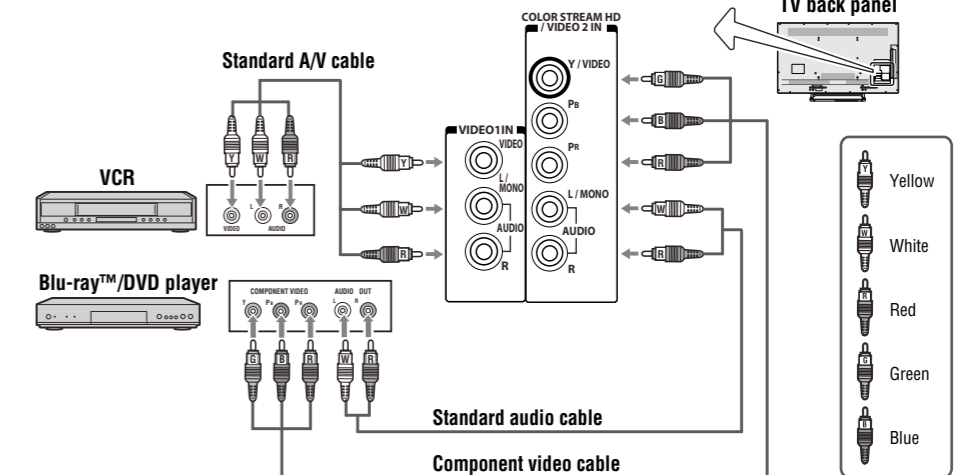 TV back panel
COLOR STREAM HD
/ VIDEO 2 IN
Standard A/V cable
Y / VIDEO
G
PB
B
VIDEO1IN
VIDEO
PR
Y
W
R
Y
R
VCR
L /
MONO
L / MONO
W
W
AUDIO
AUDIO
L
R
VIDEO
AUDIO
R
R
R
R
Blu-ray™/DVD player
COMPONENT VIDEO
AUDIO OUT
Y
PB
PR
L
R
G
B
R
W
R
Standard audio cable
Component video cable
Y
Yellow
W
White
R
Red
G
Green
B
Blue